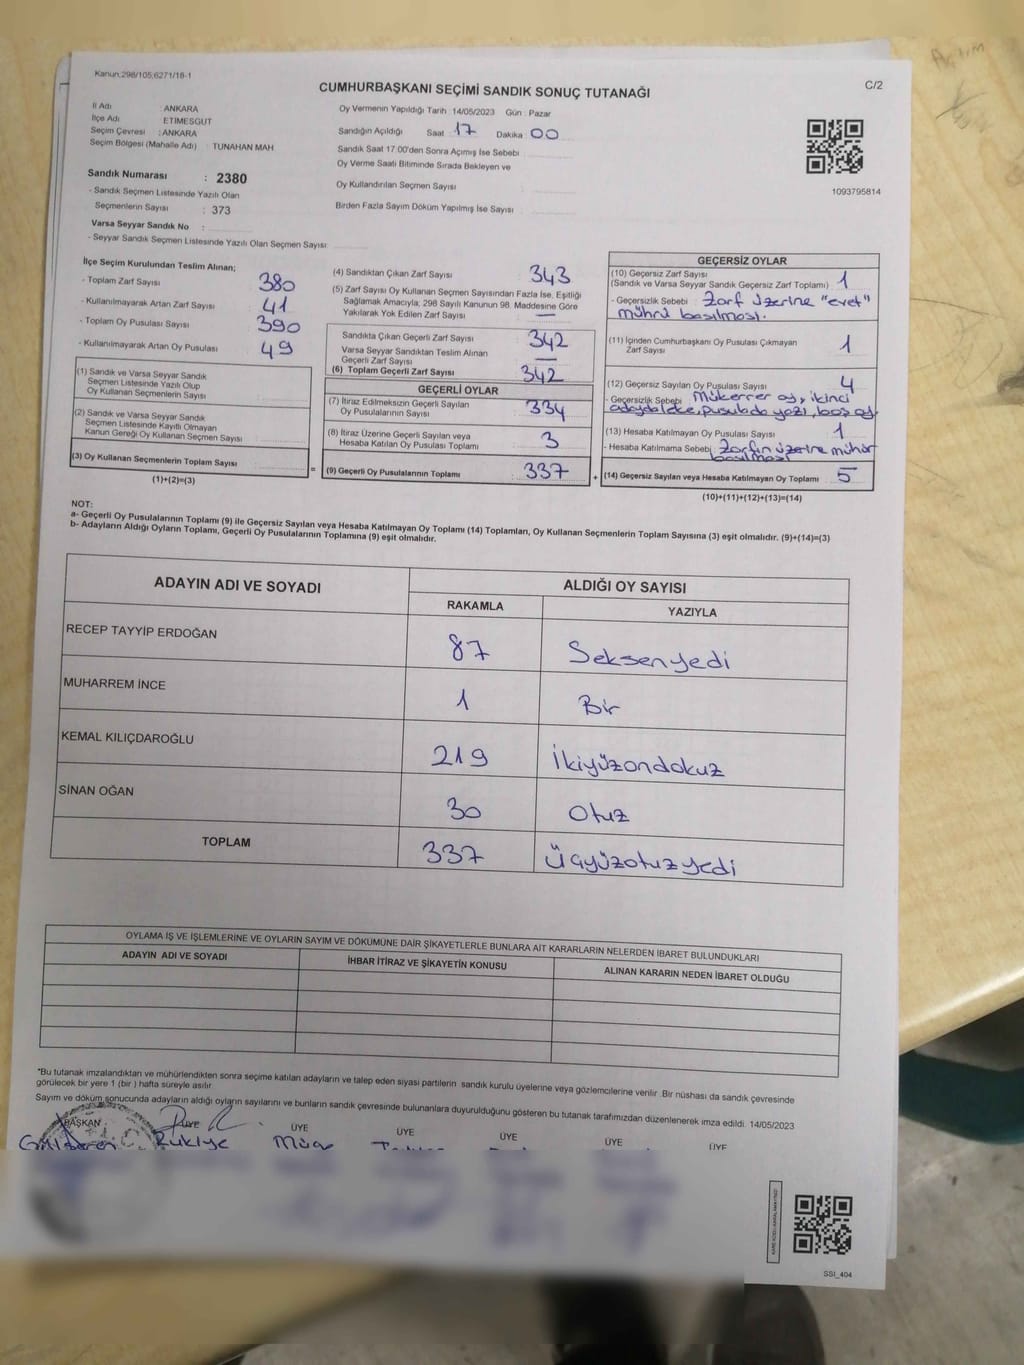 Kanun:298/105;6271/18-1
CUMHURBAŞKANI SEÇİMİ SANDIK SONUÇ TUTANAĞI
C/2
İl Adı : ANKARA
İlçe Adı : ETİMESGUT
Seçim Çevresi : ANKARA
Seçim Bölgesi (Mahalle Adı) : TUNAHAN MAH
Sandık Numarası : 2380
- Sandık Seçmen Listesinde Yazılı Olan
Seçmenlerin Sayısı : 373
Varsa Seyyar Sandık No :
- Seyyar Sandık Seçmen Listesinde Yazılı Olan Seçmen Sayısı
Oy Vermenin Yapıldığı Tarih :14/05/2023 Gün : Pazar
Sandığın Açıldığı Saat 17 Dakika 00
Sandık Saat 17.00'den Sonra Açımış İse Sebebi
Oy Verme Saati Bitiminde Sırada Bekleyen ve
Oy Kullandırılan Seçmen Sayısı
Birden Fazla Sayım Döküm Yapılmış İse Sayısı
1093795814
İlçe Seçim Kurulundan Teslim Alınan;
- Toplam Zarf Sayısı 380
- Kullanılmayarak Artan Zarf Sayısı 41
- Toplam Oy Pusulası Sayısı 390
- Kullanılmayarak Artan Oy Pusulası 49
(1) Sandık ve Varsa Seyyar Sandık
Seçmen Listesinde Yazılı Olup
Oy Kullanan Seçmenlerin Sayısı
(2) Sandık ve Varsa Seyyar Sandık
Seçmen Listesinde Kayıtlı Olmayan
Kanun Gereği Oy Kullanan Seçmen Sayısı
(3) Oy Kullanan Seçmenlerin Toplam Sayısı
(1)+(2)=(3)
=
(4) Sandıktan Çıkan Zarf Sayısı 343
(5) Zarf Sayısı Oy Kullanan Seçmen Sayısından Fazla İse, Eşitliği
Sağlamak Amacıyla, 298 Sayılı Kanunun 98. Maddesine Göre
Yakılarak Yok Edilen Zarf Sayısı —
Sandıkta Çıkan Geçerli Zarf Sayısı 342
Varsa Seyyar Sandıktan Teslim Alınan
Geçerli Zarf Sayısı —
(6) Toplam Geçerli Zarf Sayısı 342
GEÇERLİ OYLAR
(7) İtiraz Edilmeksizin Geçerli Sayılan
Oy Pusulalarının Sayısı 334
(8) İtiraz Üzerine Geçerli Sayılan veya
Hesaba Katılan Oy Pusulası Toplamı 3
(9) Geçerli Oy Pusulalarının Toplamı 337
+
GEÇERSİZ OYLAR
(10) Geçersiz Zarf Sayısı 1
(Sandık ve Varsa Seyyar Sandık Geçersiz Zarf Toplamı)
- Geçersizlik Sebebi : Zarf üzerine "evet"
mührü basılması.
(11) İçinden Cumhurbaşkanı Oy Pusulası Çıkmayan
Zarf Sayısı 1
(12) Geçersiz Sayılan Oy Pusulası Sayısı 4
- Geçersizlik Sebebi : Mükerrer oy, ikinci
adayda leke, pusulada yazı, boş oy
(13) Hesaba Katılmayan Oy Pusulası Sayısı 1
- Hesaba Katılmama Sebebi : Zarfın üzerine mühür
basılması
(14) Geçersiz Sayılan veya Hesaba Katılmayan Oy Toplamı 5
(10)+(11)+(12)+(13)=(14)
NOT:
a- Geçerli Oy Pusulalarının Toplamı (9) ile Geçersiz Sayılan veya Hesaba Katılmayan Oy Toplamı (14) Toplamları, Oy Kullanan Seçmenlerin Toplam Sayısına (3) eşit olmalıdır. (9)+(14)=(3)
b- Adayların Aldığı Oyların Toplamı, Geçerli Oy Pusulalarının Toplamına (9) eşit olmalıdır.
ADAYIN ADI VE SOYADI
ALDIĞI OY SAYISI
RAKAMLA YAZIYLA
RECEP TAYYİP ERDOĞAN 87 Seksenyedi
MUHARREM İNCE 1 Bir
KEMAL KILIÇDAROĞLU 219 İkiyüzondokuz
SİNAN OĞAN 30 Otuz
TOPLAM 337 Üçyüzotuzyedi
OYLAMA İŞ VE İŞLEMLERİNE VE OYLARIN SAYIM VE DÖKÜMÜNE DAİR ŞİKAYETLERLE BUNLARA AİT KARARLARIN NELERDEN İBARET BULUNDUKLARI
ADAYIN ADI VE SOYADI İHBAR İTİRAZ VE ŞİKAYETİN KONUSU ALINAN KARARIN NEDEN İBARET OLDUĞU
*Bu tutanak imzalandıktan ve mühürlendikten sonra seçime katılan adayların ve talep eden siyasi partilerin sandık kurulu üyelerine veya gözlemcilerine verilir. Bir nüshası da sandık çevresinde
görülecek bir yere 1 (bir ) hafta süreyle asılır.
Sayım ve döküm sonucunda adayların aldığı oyların sayılarını ve bunların sandık çevresinde bulunanlara duyurulduğunu gösteren bu tutanak tarafımızdan düzenlenerek imza edildi. 14/05/2023
BAŞKAN ÜYE ÜYE ÜYE ÜYE ÜYE
Rukiye
SSİ_404